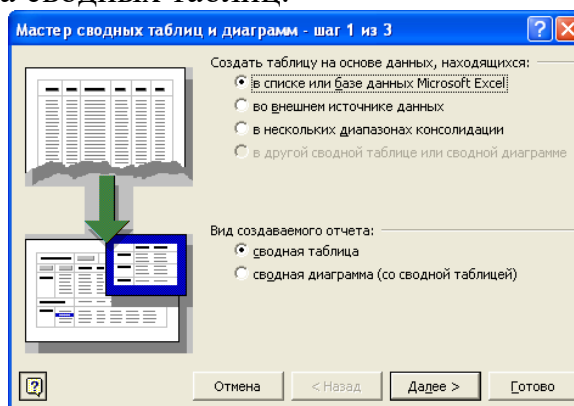 а сводных таблиц.
Мастер сводных таблиц и диаграмм - шаг 1 из 3
Создать таблицу на основе данных, находящихся:
в списке или базе данных Microsoft Excel
во внешнем источнике данных
в нескольких диапазонах консолидации
в другой сводной таблице или сводной диаграмме
Вид создаваемого отчета:
сводная таблица
сводная диаграмма (со сводной таблицей)
Отмена < Назад Далее > Готово